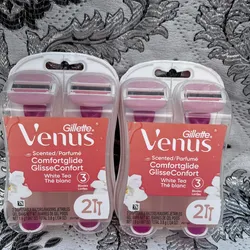 Gillette
Venus
Scented/Parfumé
Comfortglide
GlisseConfort
White Tea
Thé blanc
3
2
Gillette
Venus
Scented/Parfumé
Comfortglide
GlisseConfort
White Tea
Thé blanc
3
2